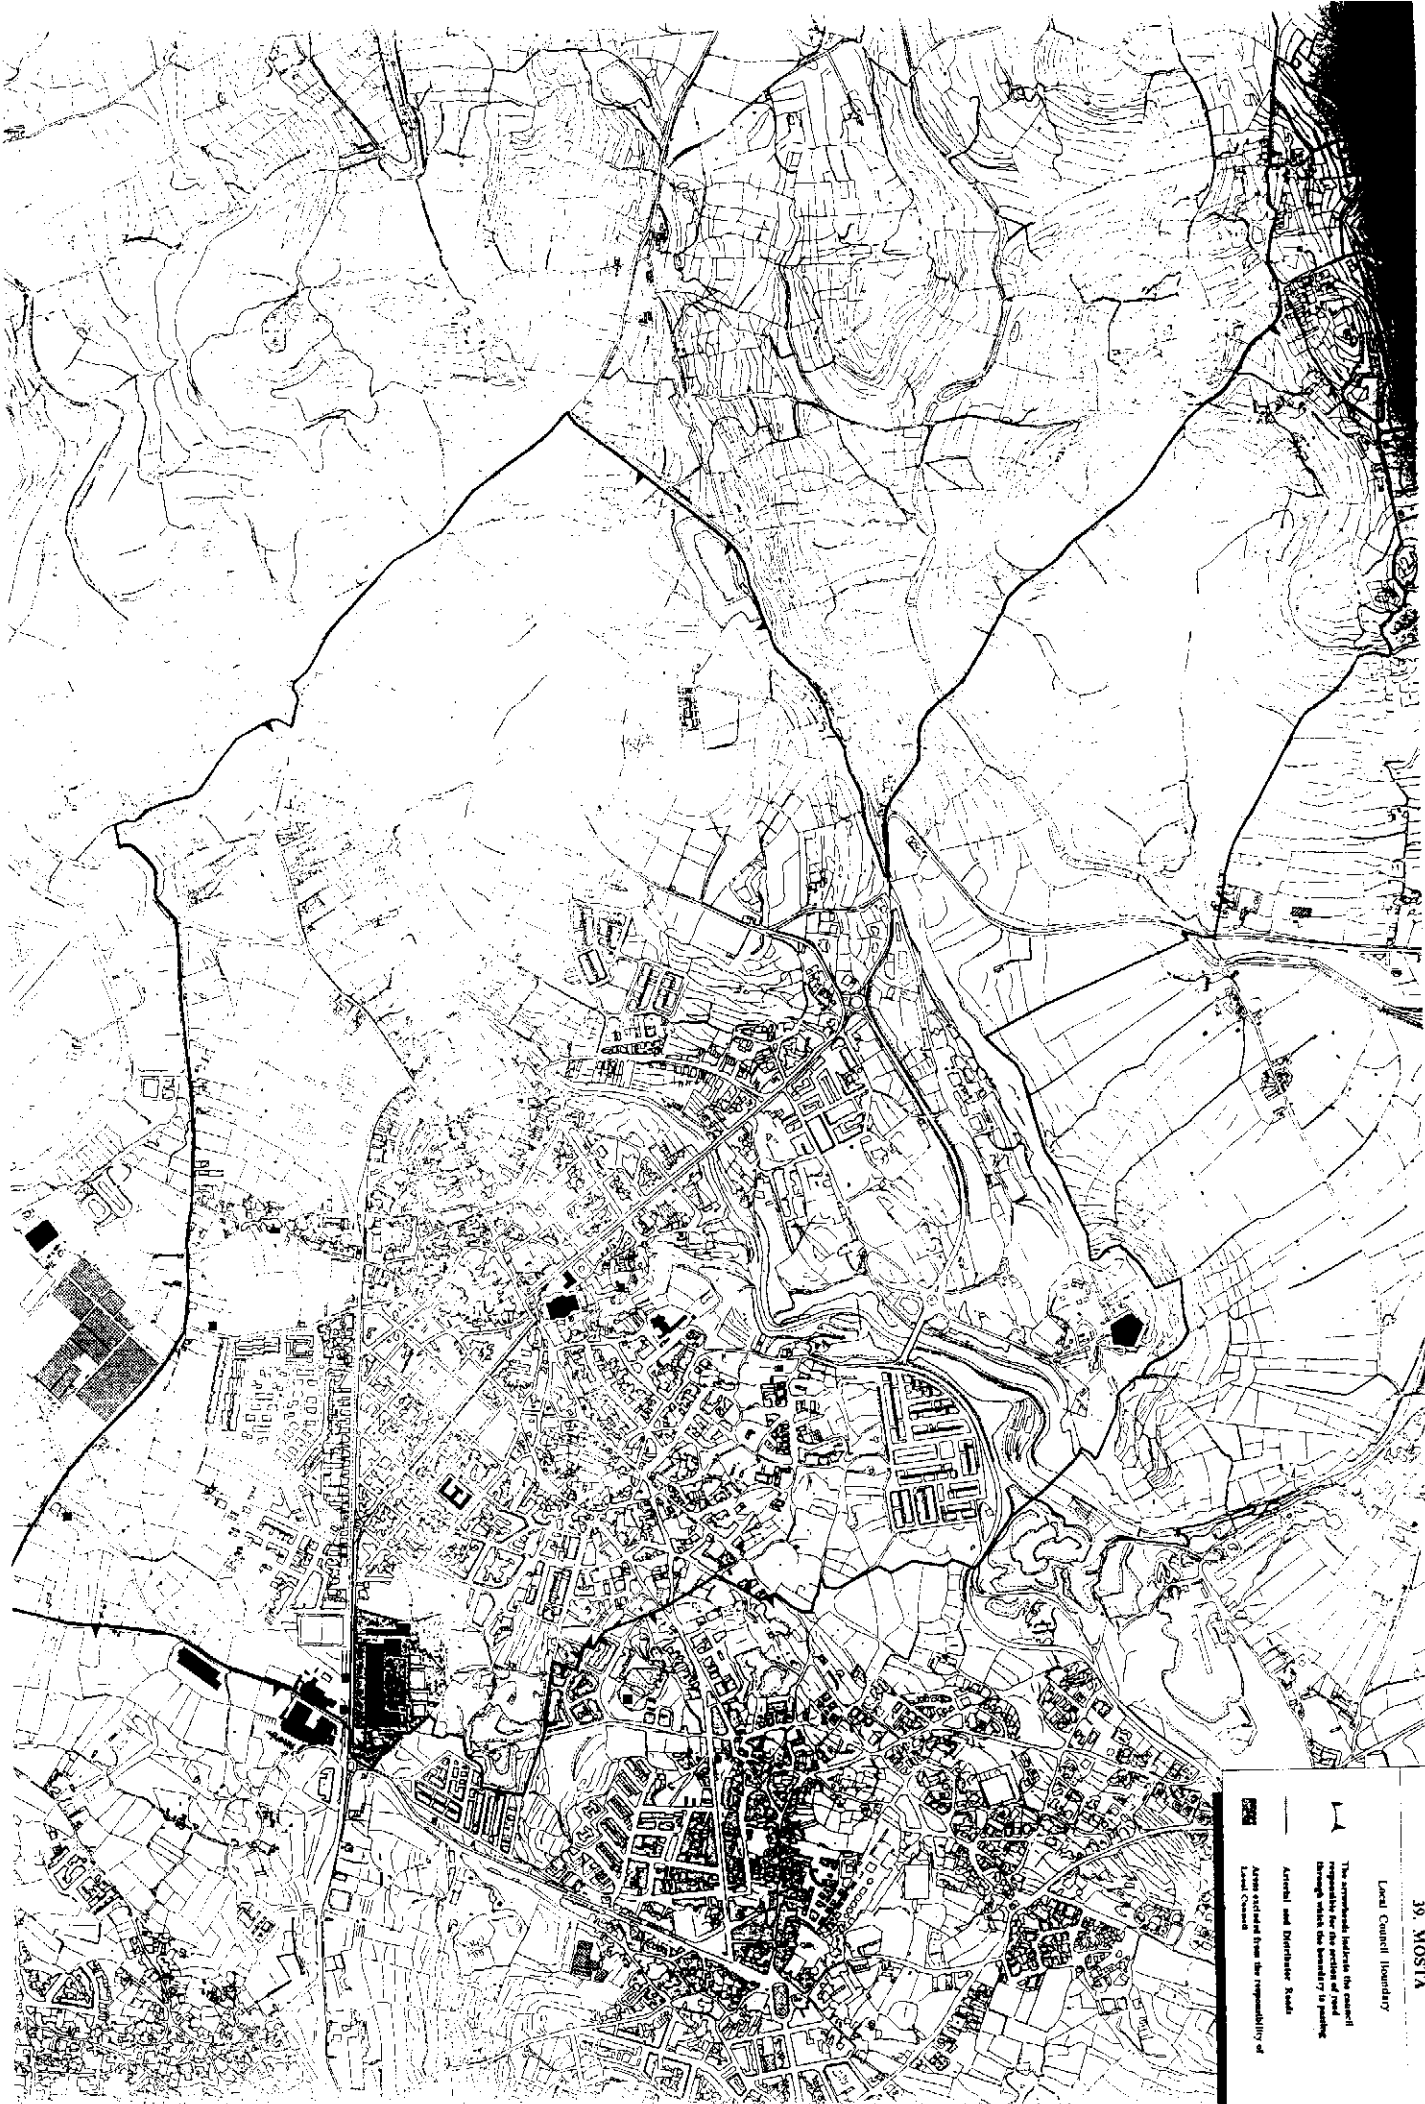 39. MOSTA
Local Council Boundary
The arrowheads indicate the council
responsible for the section of road
through which the boundary is passing
Arterial and Distributor Roads
Areas excluded from the responsibility of
Local Council